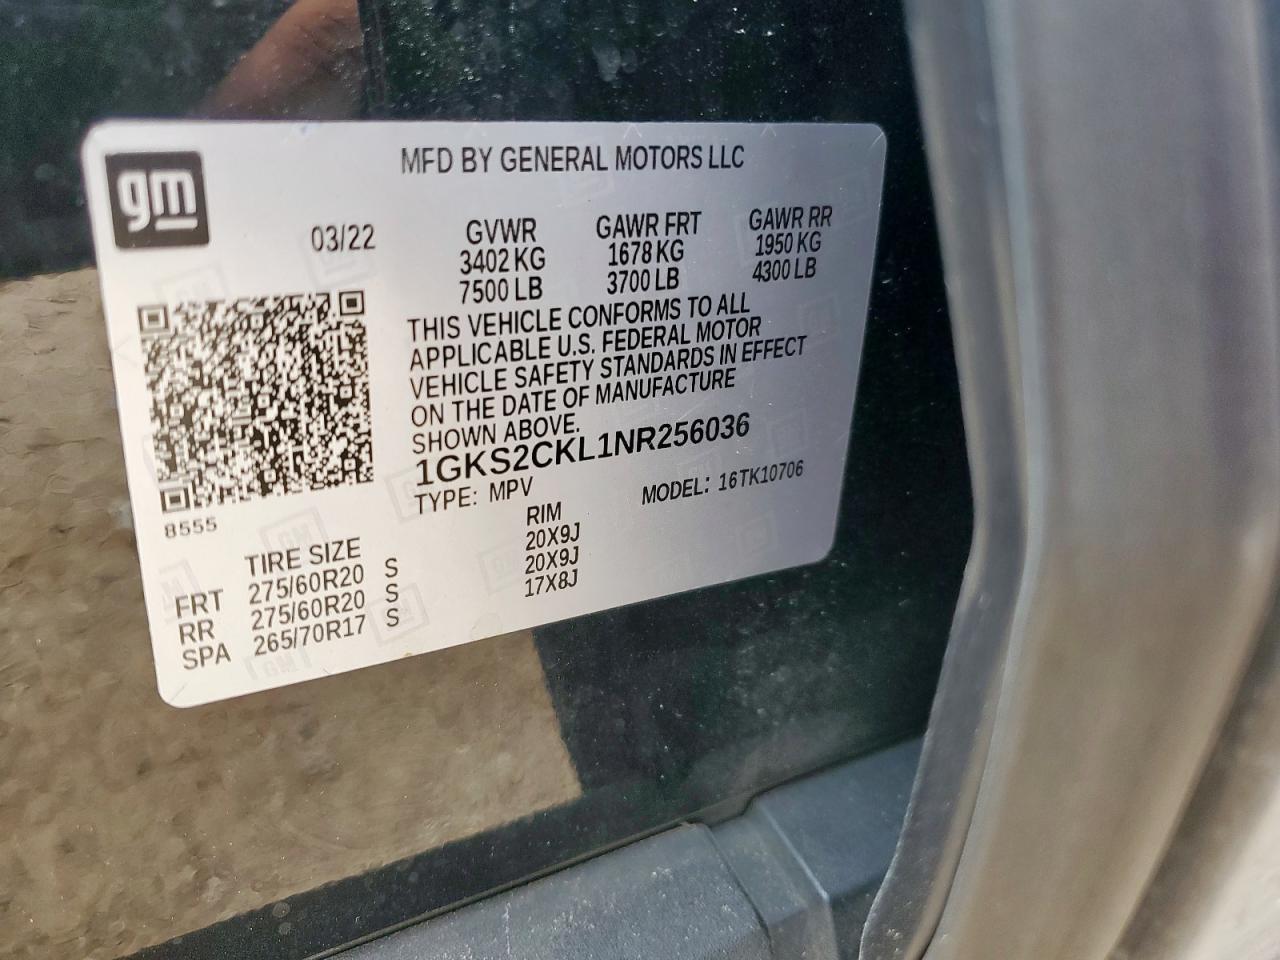 gm
MFD BY GENERAL MOTORS LLC
03/22
GVWR GAWR FRT GAWR RR
3402 KG 1678 KG 1950 KG
7500 LB 3700 LB 4300 LB
THIS VEHICLE CONFORMS TO ALL
APPLICABLE U.S. FEDERAL MOTOR
VEHICLE SAFETY STANDARDS IN EFFECT
ON THE DATE OF MANUFACTURE
SHOWN ABOVE.
1GKS2CKL1NR256036
TYPE: MPV MODEL: 16TK10706
8555
TIRE SIZE RIM
FRT 275/60R20 S 20X9J
RR 275/60R20 S 20X9J
SPA 265/70R17 S 17X8J